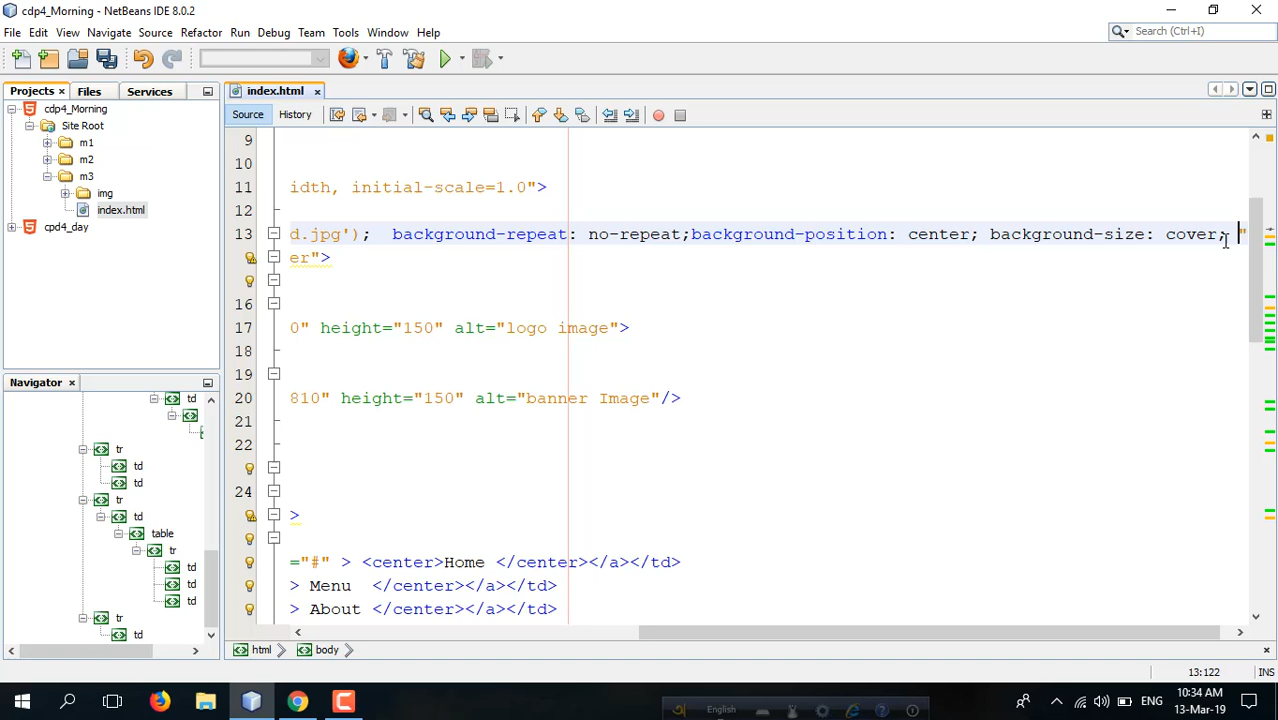 cdp4_Morning - NetBeans IDE 8.0.2
File Edit View Navigate Source Refactor Run Debug Team Tools Window Help
Search (Ctrl+I)
Projects Files Services
index.html
Source History
cdp4_Morning
Site Root
m1
m2
m3
img
index.html
cpd4_day
Navigator
td
td
tr
td
td
tr
td
table
tr
td
td
td
tr
td
9
10
11 idth, initial-scale=1.0">
12
13 d.jpg');  background-repeat: no-repeat;background-position: center; background-size: cover; "
er">
16
17 0" height="150" alt="logo image">
18
19
20 810" height="150" alt="banner Image"/>
21
22
24
>
="#" > <center>Home </center></a></td>
> Menu  </center></a></td>
> About </center></a></td>
html body
13:122 INS
English
ENG
10:34 AM
13-Mar-19